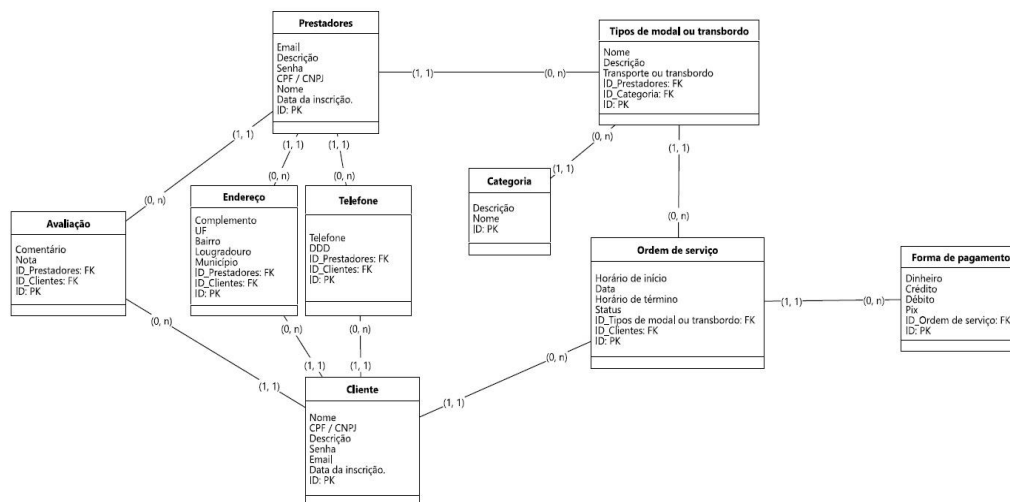 Prestadores
Email
Descrição
Senha
CPF / CNPJ
Nome
Data da inscrição.
ID: PK
Tipos de modal ou transbordo
Nome
Descrição
Transporte ou transbordo
ID_Prestadores: FK
ID_Categoria: FK
ID: PK
(1, 1)
(0, n)
(1, 1)
(0, n)
(1, 1)
(0, n)
(1, 1)
(0, n)
(0, n)
(1, 1)
(1, 1)
(0, n)
Categoria
Descrição
Nome
ID: PK
Avaliação
Comentário
Nota
ID_Prestadores: FK
ID_Clientes: FK
ID: PK
Endereço
Complemento
UF
Bairro
Lougradouro
Município
ID_Prestadores: FK
ID_Clientes: FK
ID: PK
Telefone
Telefone
DDD
ID_Prestadores: FK
ID_Clientes: FK
ID: PK
Ordem de serviço
Horário de início
Data
Horário de término
Status
ID_Tipos de modal ou transbordo: FK
ID_Clientes: FK
ID: PK
(1, 1)
(0, n)
Forma de pagamento
Dinheiro
Crédito
Débito
Pix
ID_Ordem de serviço: FK
ID: PK
(0, n)
(1, 1)
(0, n)
(1, 1)
(0, n)
(1, 1)
(0, n)
(1, 1)
Cliente
Nome
CPF / CNPJ
Descrição
Senha
Email
Data da inscrição.
ID: PK